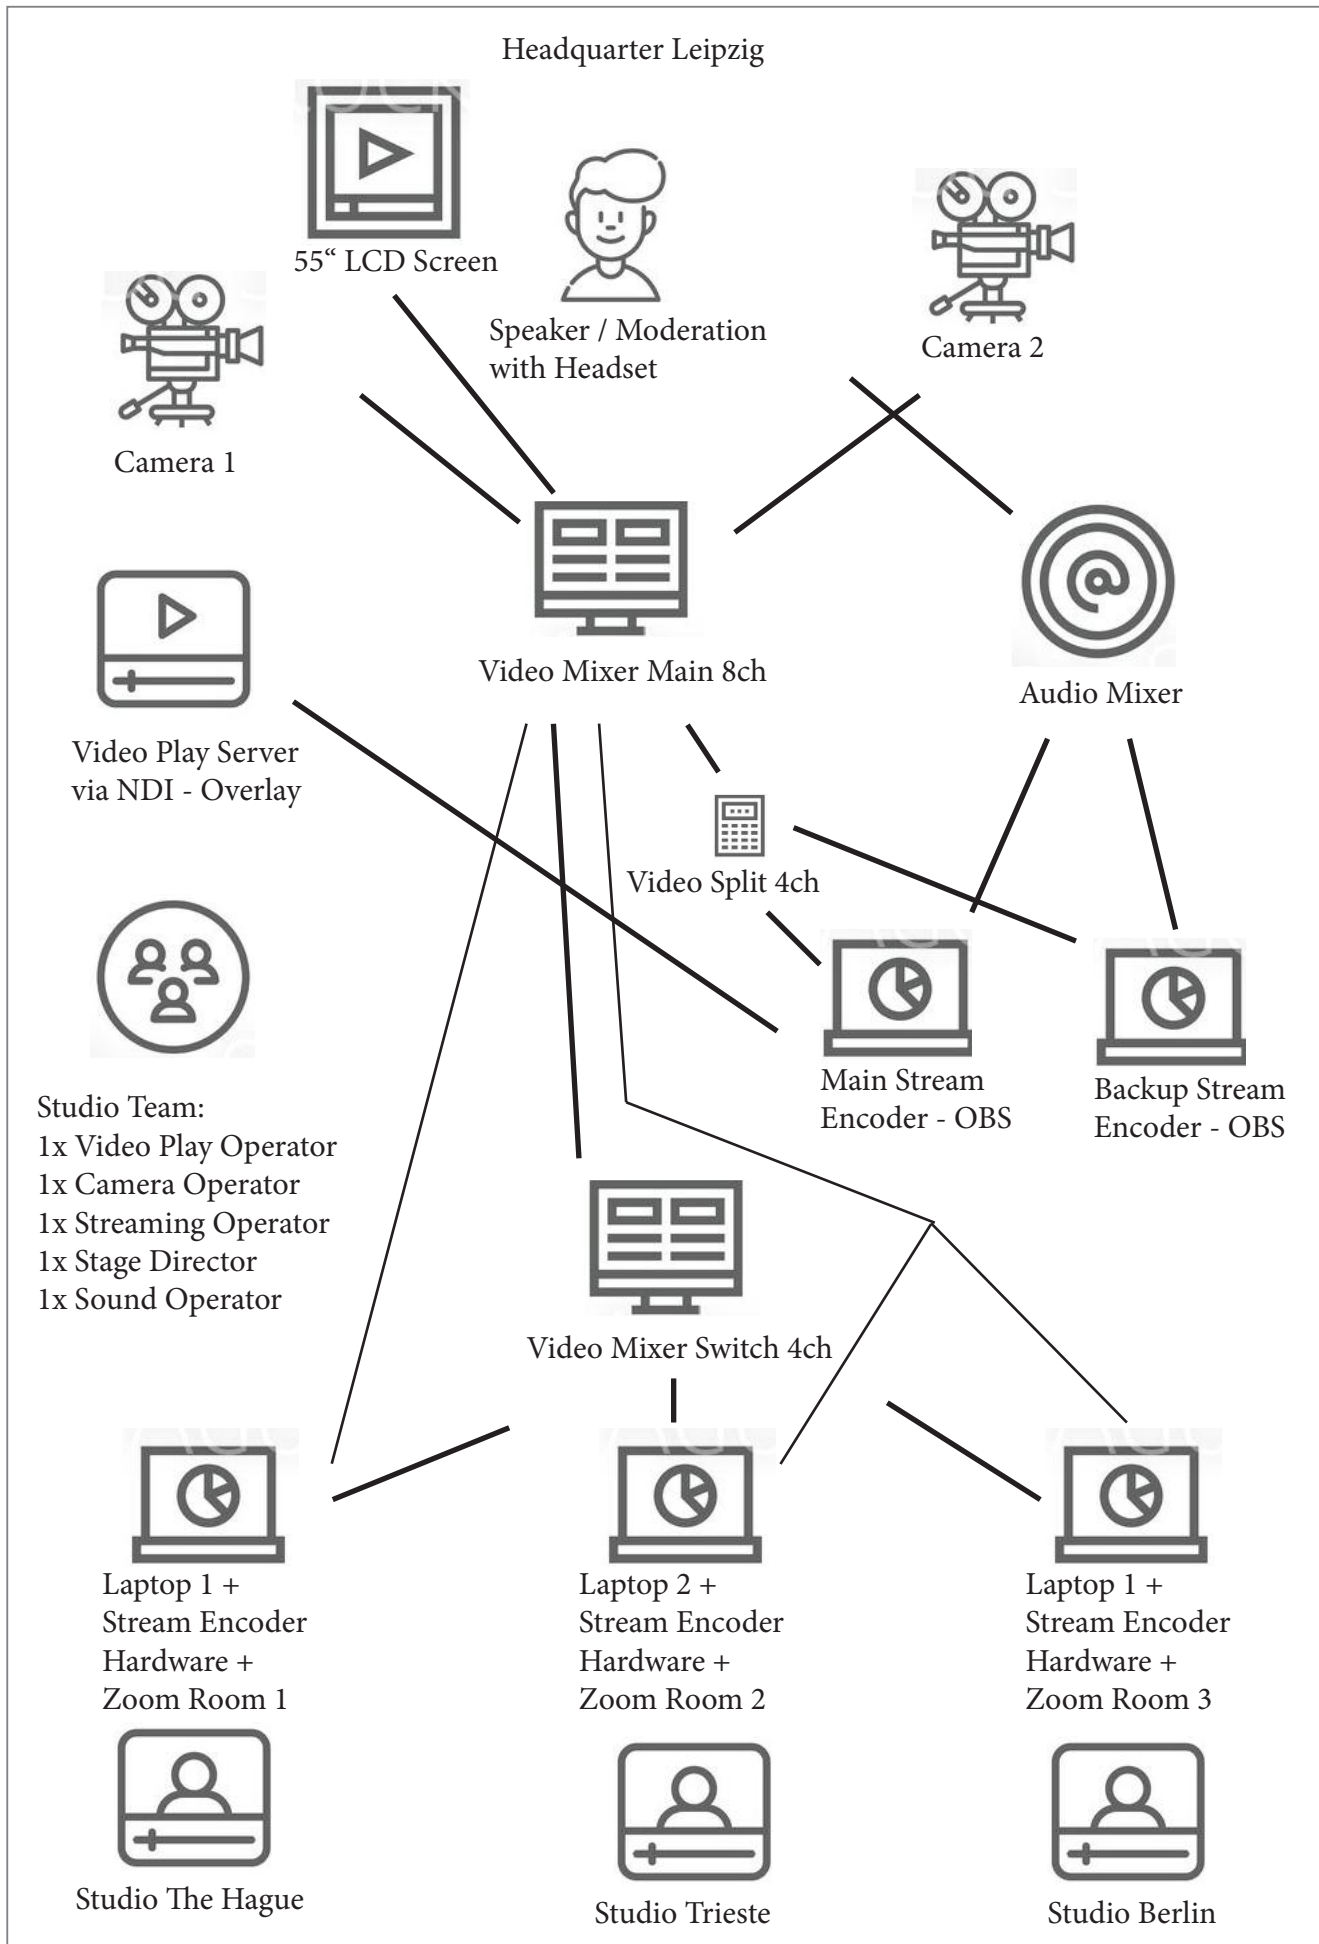 Headquarter Leipzig
55“ LCD Screen
Speaker / Moderation
with Headset
Camera 2
Camera 1
Video Mixer Main 8ch
Audio Mixer
Video Play Server
via NDI - Overlay
Video Split 4ch
Main Stream
Encoder - OBS
Backup Stream
Encoder - OBS
Studio Team:
1x Video Play Operator
1x Camera Operator
1x Streaming Operator
1x Stage Director
1x Sound Operator
Video Mixer Switch 4ch
Laptop 1 +
Stream Encoder
Hardware +
Zoom Room 1
Laptop 2 +
Stream Encoder
Hardware +
Zoom Room 2
Laptop 1 +
Stream Encoder
Hardware +
Zoom Room 3
Studio The Hague
Studio Trieste
Studio Berlin